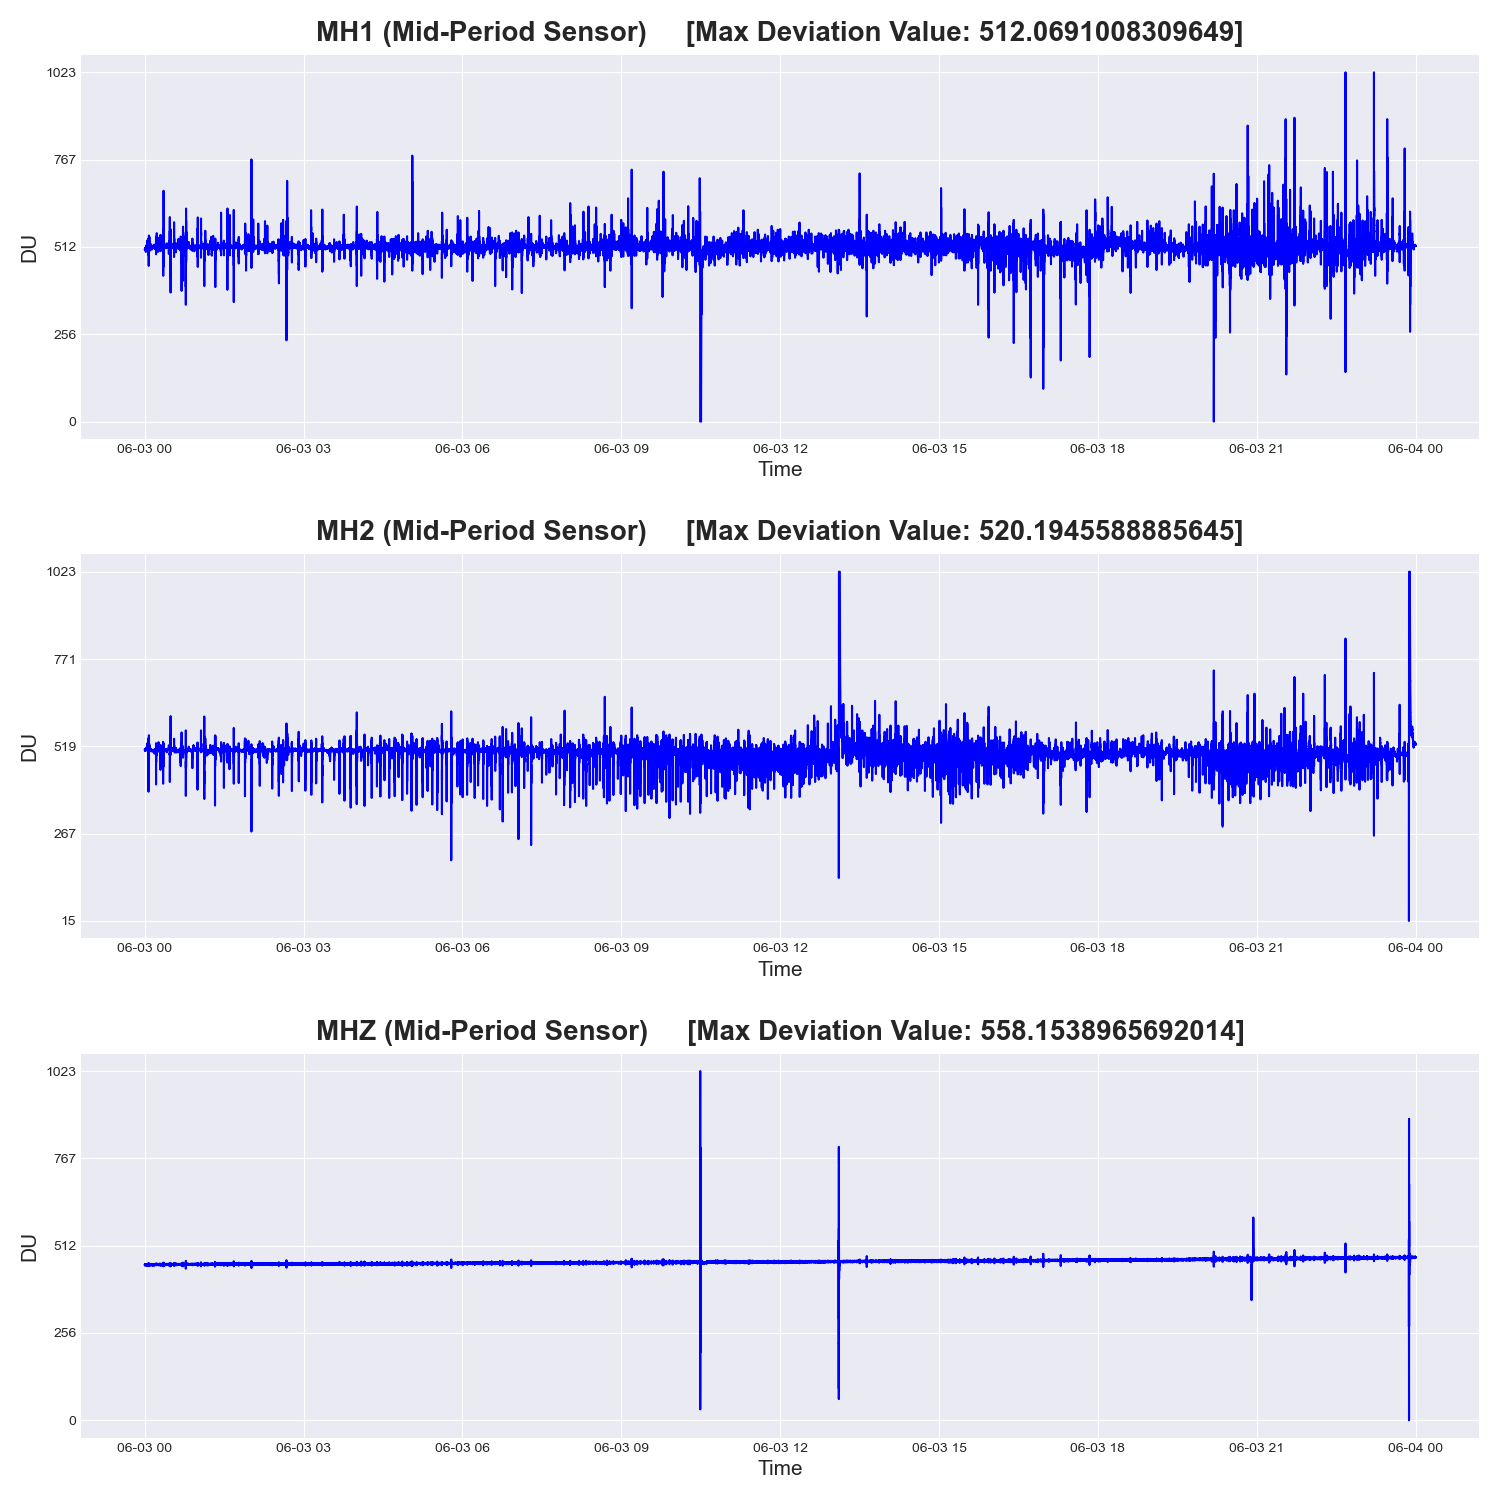 MH1 (Mid-Period Sensor) [Max Deviation Value: 512.0691008309649]
1023
767
512
256
0
DU
06-03 00 06-03 03 06-03 06 06-03 09 06-03 12 06-03 15 06-03 18 06-03 21 06-04 00
Time
MH2 (Mid-Period Sensor) [Max Deviation Value: 520.1945588885645]
1023
771
519
267
15
DU
06-03 00 06-03 03 06-03 06 06-03 09 06-03 12 06-03 15 06-03 18 06-03 21 06-04 00
Time
MHZ (Mid-Period Sensor) [Max Deviation Value: 558.1538965692014]
1023
767
512
256
0
DU
06-03 00 06-03 03 06-03 06 06-03 09 06-03 12 06-03 15 06-03 18 06-03 21 06-04 00
Time